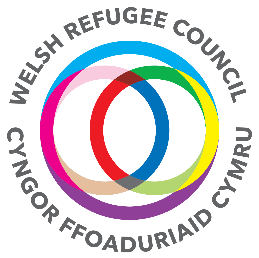 WELSH REFUGEE COUNCIL
CYNGOR FFOADURIAID CYMRU